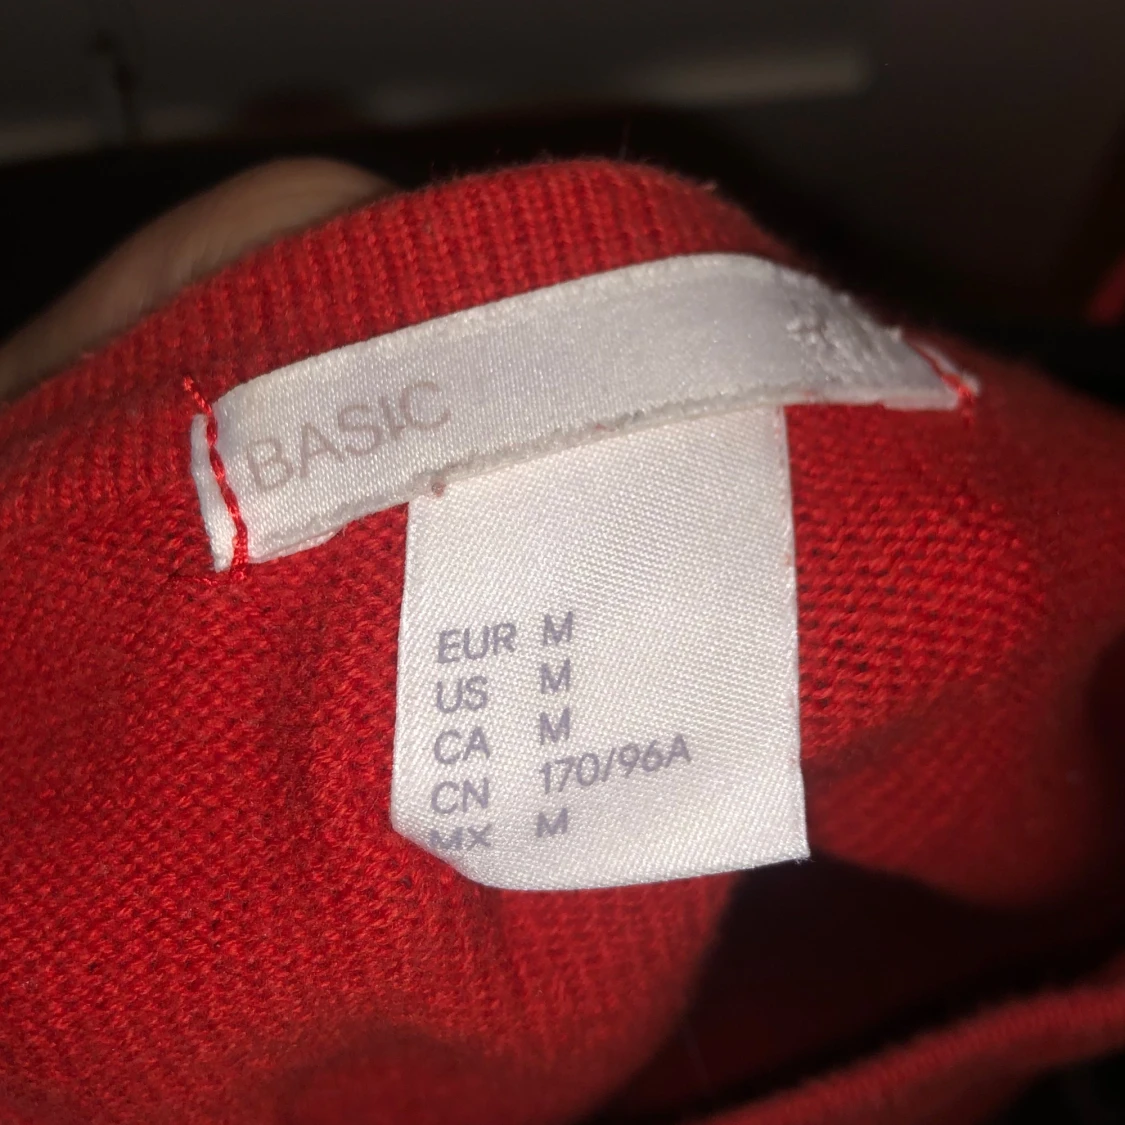 BASIC
EUR M
US M
CA M
CN 170/96A
MX M